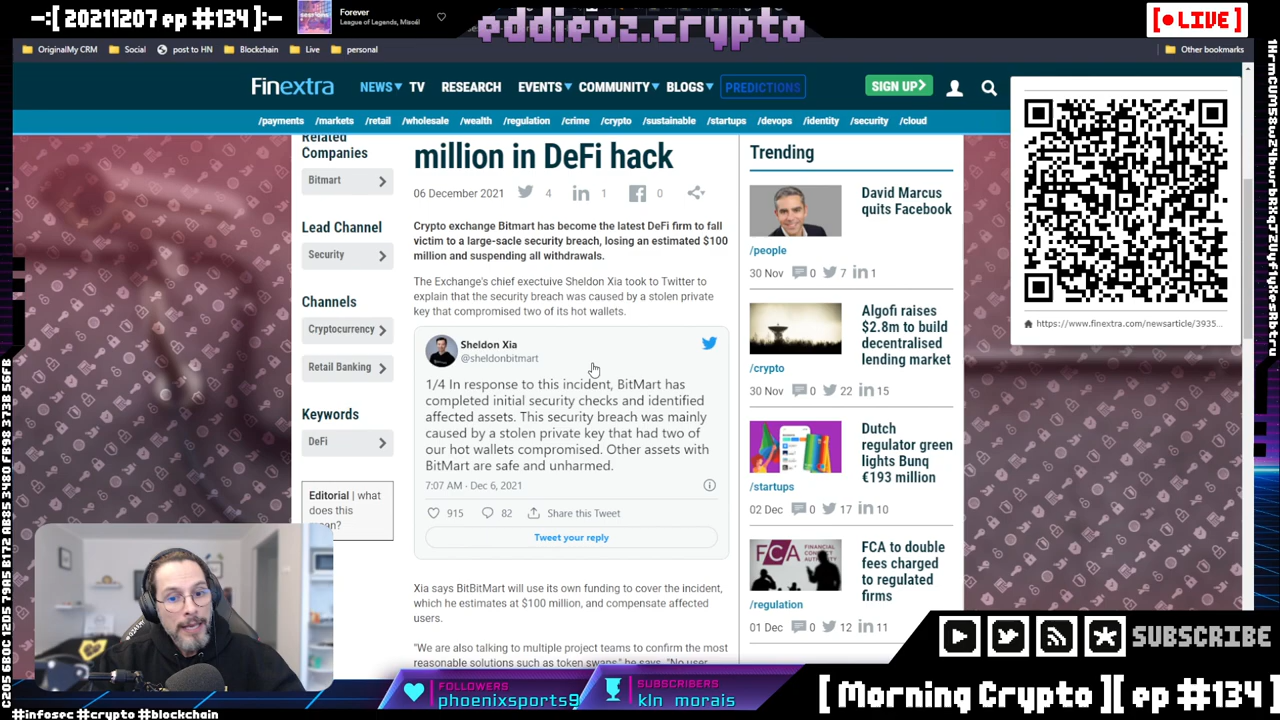 -:[ 20211207 ep #134 ]:-
Forever
League of Legends, Misoél
eddieoz.crypto
[● LIVE]
OriginalMy CRM
Social
post to HN
Blockchain
Live
personal
Other bookmarks
Finextra
NEWS
TV
RESEARCH
EVENTS
COMMUNITY
BLOGS
PREDICTIONS
SIGN UP
/payments
/markets
/retail
/wholesale
/wealth
/regulation
/crime
/crypto
/sustainable
/startups
/devops
/identity
/security
/cloud
Related
Companies
Bitmart
Lead Channel
Security
Channels
Cryptocurrency
Retail Banking
Keywords
DeFi
Editorial | what
does this
million in DeFi hack
06 December 2021
4
1
0
Crypto exchange Bitmart has become the latest DeFi firm to fall
victim to a large-sacle security breach, losing an estimated $100
million and suspending all withdrawals.
The Exchange's chief exectuive Sheldon Xia took to Twitter to
explain that the security breach was caused by a stolen private
key that compromised two of its hot wallets.
Sheldon Xia
@sheldonbitmart
1/4 In response to this incident, BitMart has
completed initial security checks and identified
affected assets. This security breach was mainly
caused by a stolen private key that had two of
our hot wallets compromised. Other assets with
BitMart are safe and unharmed.
7:07 AM · Dec 6, 2021
915
82
Share this Tweet
Tweet your reply
Xia says BitBitMart will use its own funding to cover the incident,
which he estimates at $100 million, and compensate affected
users.
"We are also talking to multiple project teams to confirm the most
reasonable solutions such as token swaps," he says. "No user
Trending
David Marcus
quits Facebook
/people
30 Nov
0
7
1
Algofi raises
$2.8m to build
decentralised
lending market
/crypto
30 Nov
0
22
15
Dutch
regulator green
lights Bunq
€193 million
/startups
02 Dec
0
17
10
FCA FINANCIAL
FCA to double
fees charged
to regulated
firms
/regulation
01 Dec
0
12
11
https://www.finextra.com/newsarticle/3935...
SUBSCRIBE
FOLLOWERS
phoenixsports9
SUBSCRIBERS
kln_morais
[ Morning Crypto ][ ep #134 ]
#infosec #crypto #blockchain